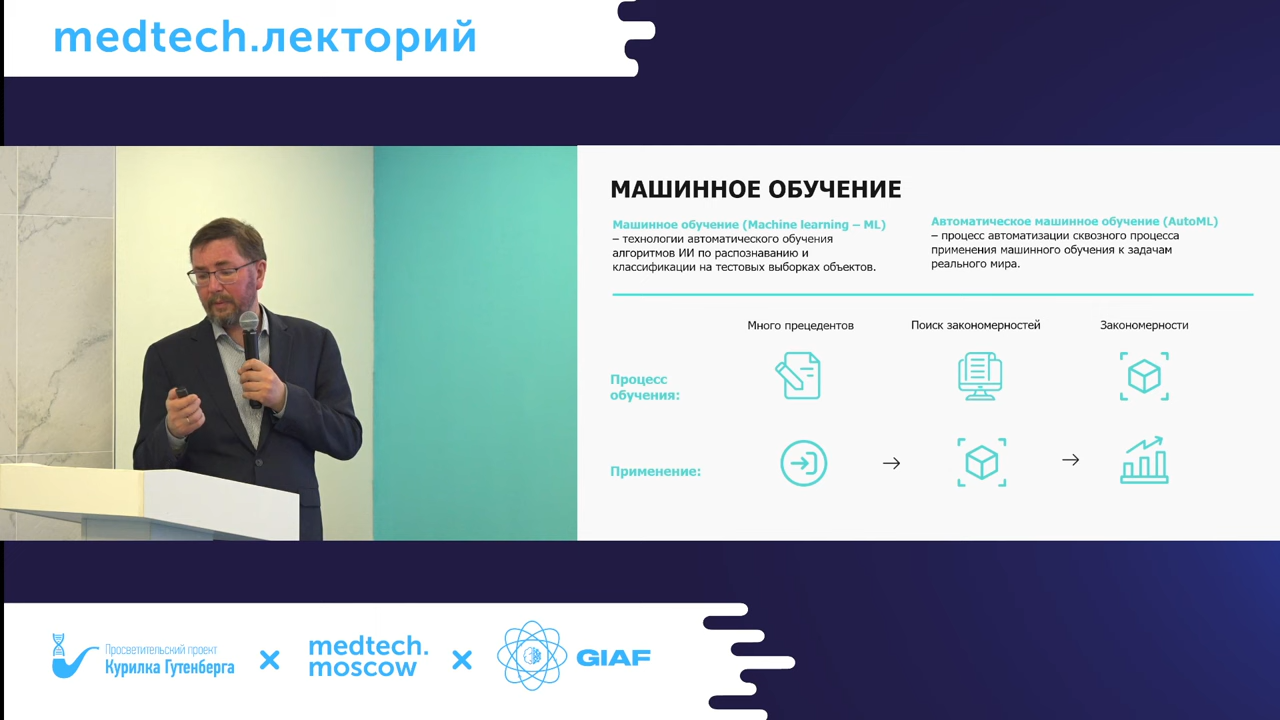 medtech.лекторий
МАШИННОЕ ОБУЧЕНИЕ
Машинное обучение (Machine learning – ML)
– технологии автоматического обучения
алгоритмов ИИ по распознаванию и
классификации на тестовых выборках объектов.
Автоматическое машинное обучение (AutoML)
– процесс автоматизации сквозного процесса
применения машинного обучения к задачам
реального мира.
Много прецедентов
Поиск закономерностей
Закономерности
Процесс
обучения:
Применение:
Просветительский проект
Курилка Гутенберга
medtech.
moscow
GIAF